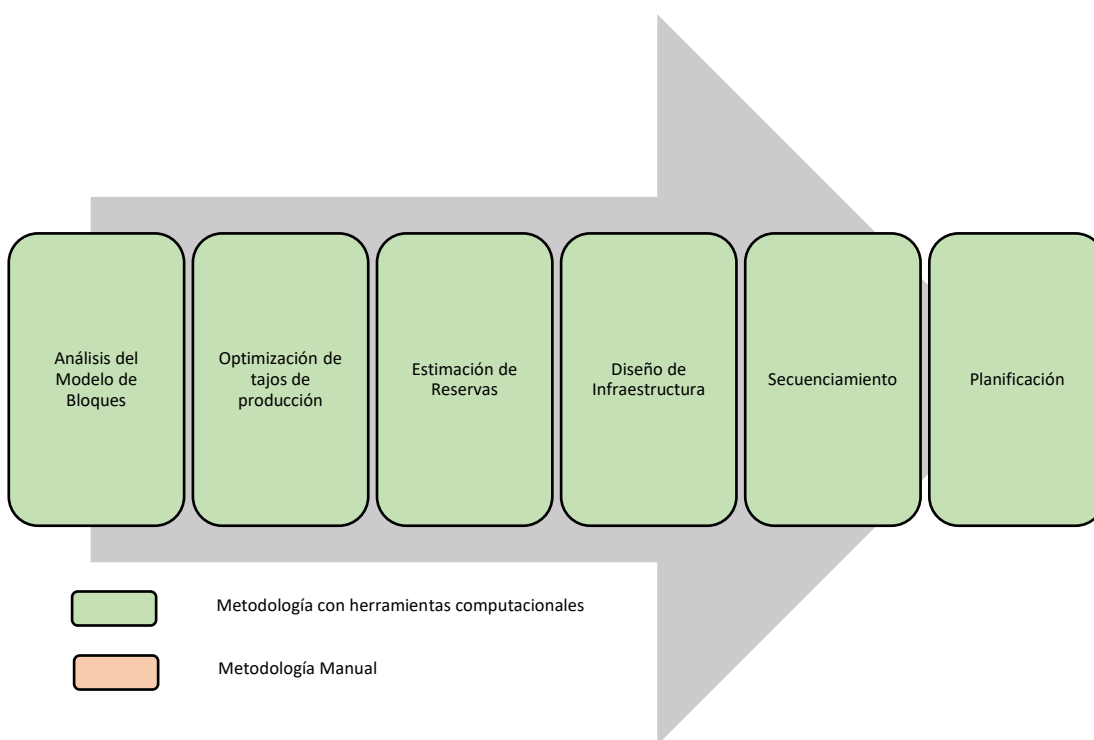 Análisis del
Modelo de
Bloques
Optimización de
tajos de
producción
Estimación de
Reservas
Diseño de
Infraestructura
Secuenciamiento
Planificación
Metodología con herramientas computacionales
Metodología Manual